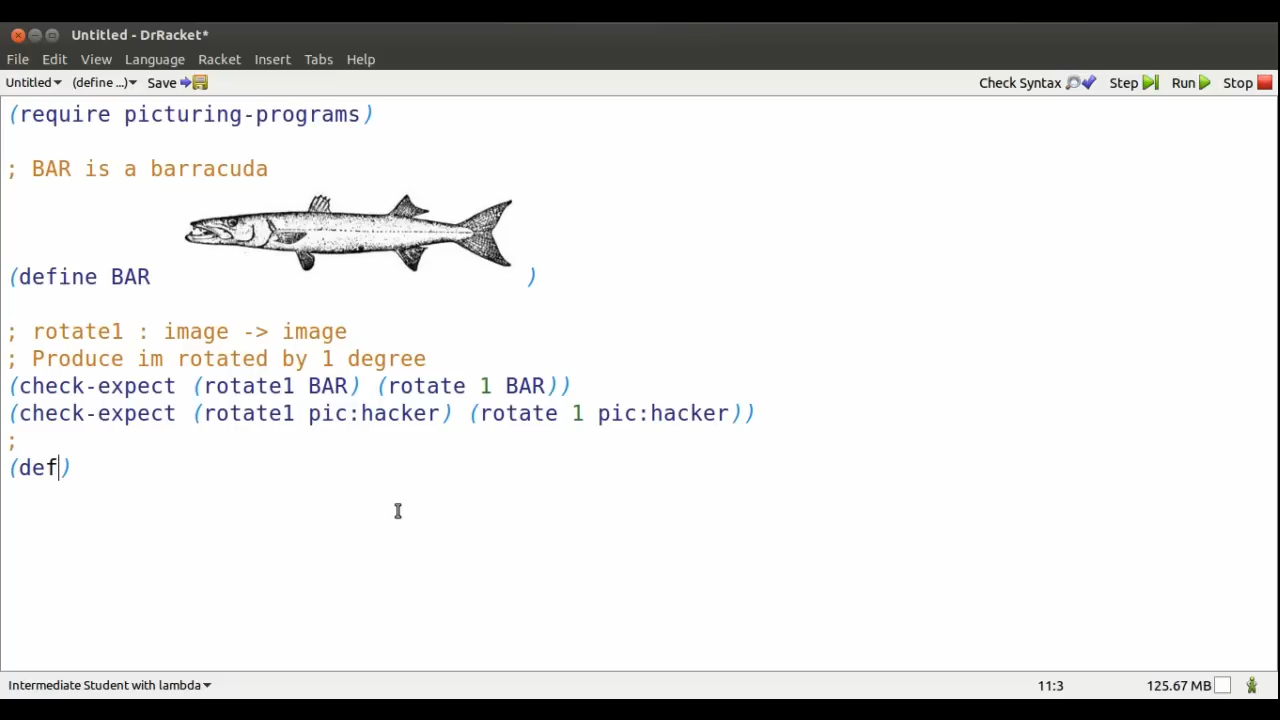 Untitled - DrRacket*
File Edit View Language Racket Insert Tabs Help
Untitled (define ...) Save Check Syntax Step Run Stop
(require picturing-programs)
; BAR is a barracuda
(define BAR )
; rotate1 : image -> image
; Produce im rotated by 1 degree
(check-expect (rotate1 BAR) (rotate 1 BAR))
(check-expect (rotate1 pic:hacker) (rotate 1 pic:hacker))
;
(def)
Intermediate Student with lambda 11:3 125.67 MB